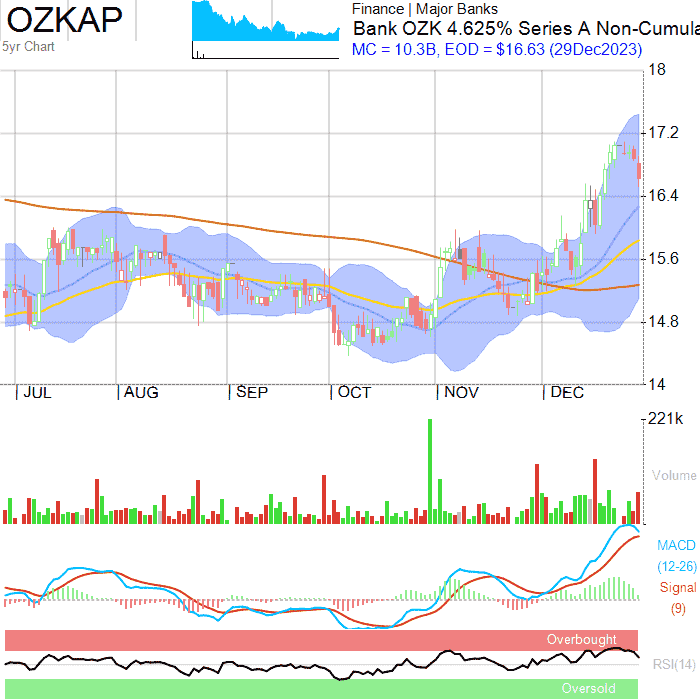 OZKAP
5yr Chart
Finance | Major Banks
Bank OZK 4.625% Series A Non-Cumula
MC = 10.3B, EOD = $16.63 (29Dec2023)
18
17.2
16.4
15.6
14.8
14
JUL AUG SEP OCT NOV DEC
221k
Volume
MACD
(12-26)
Signal
(9)
Overbought
RSI(14)
Oversold